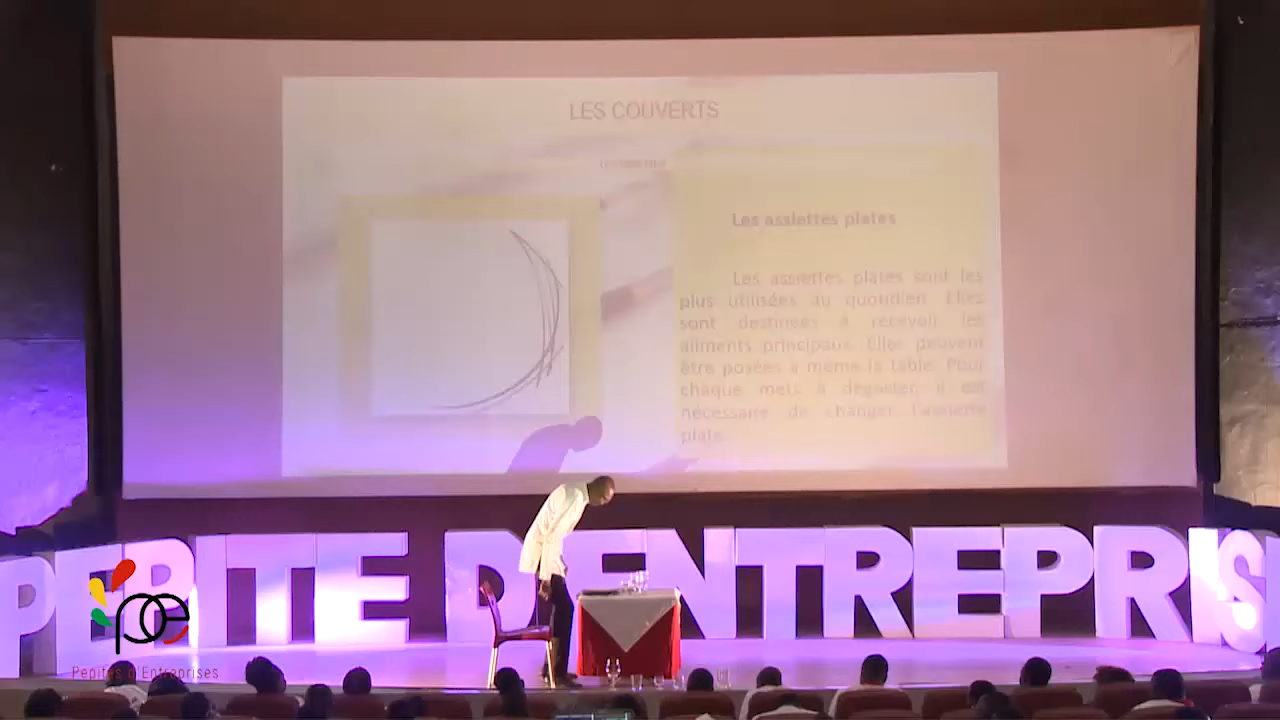 LES COUVERTS
Les assiettes plates
Les assiettes plates sont les
plus utilisées au quotidien. Elles
sont destinées à recevoir les
aliments principaux. Elles peuvent
être posées à même la table. Pour
chaque mets à déguster, il est
nécessaire de changer l'assiette
plate.
PEPITE D'ENTREPRIS
pe
Pepites d'Entreprises